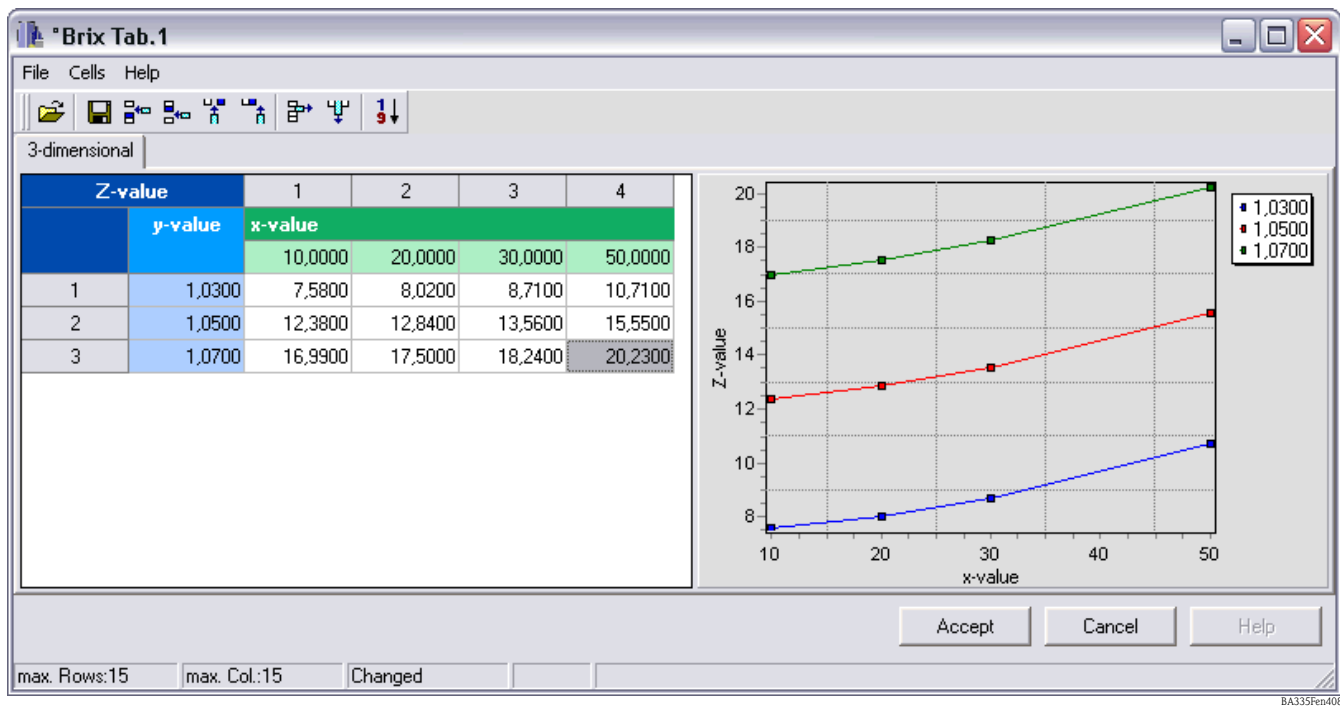 °Brix Tab.1
File Cells Help
3-dimensional
Z-value 1 2 3 4
y-value x-value
10,0000 20,0000 30,0000 50,0000
1 1,0300 7,5800 8,0200 8,7100 10,7100
2 1,0500 12,3800 12,8400 13,5600 15,5500
3 1,0700 16,9900 17,5000 18,2400 20,2300
20
18
16
14
12
10
8
Z-value
10 20 30 40 50
x-value
1,0300
1,0500
1,0700
Accept Cancel Help
max. Rows:15 max. Col.:15 Changed
BA335Fen408